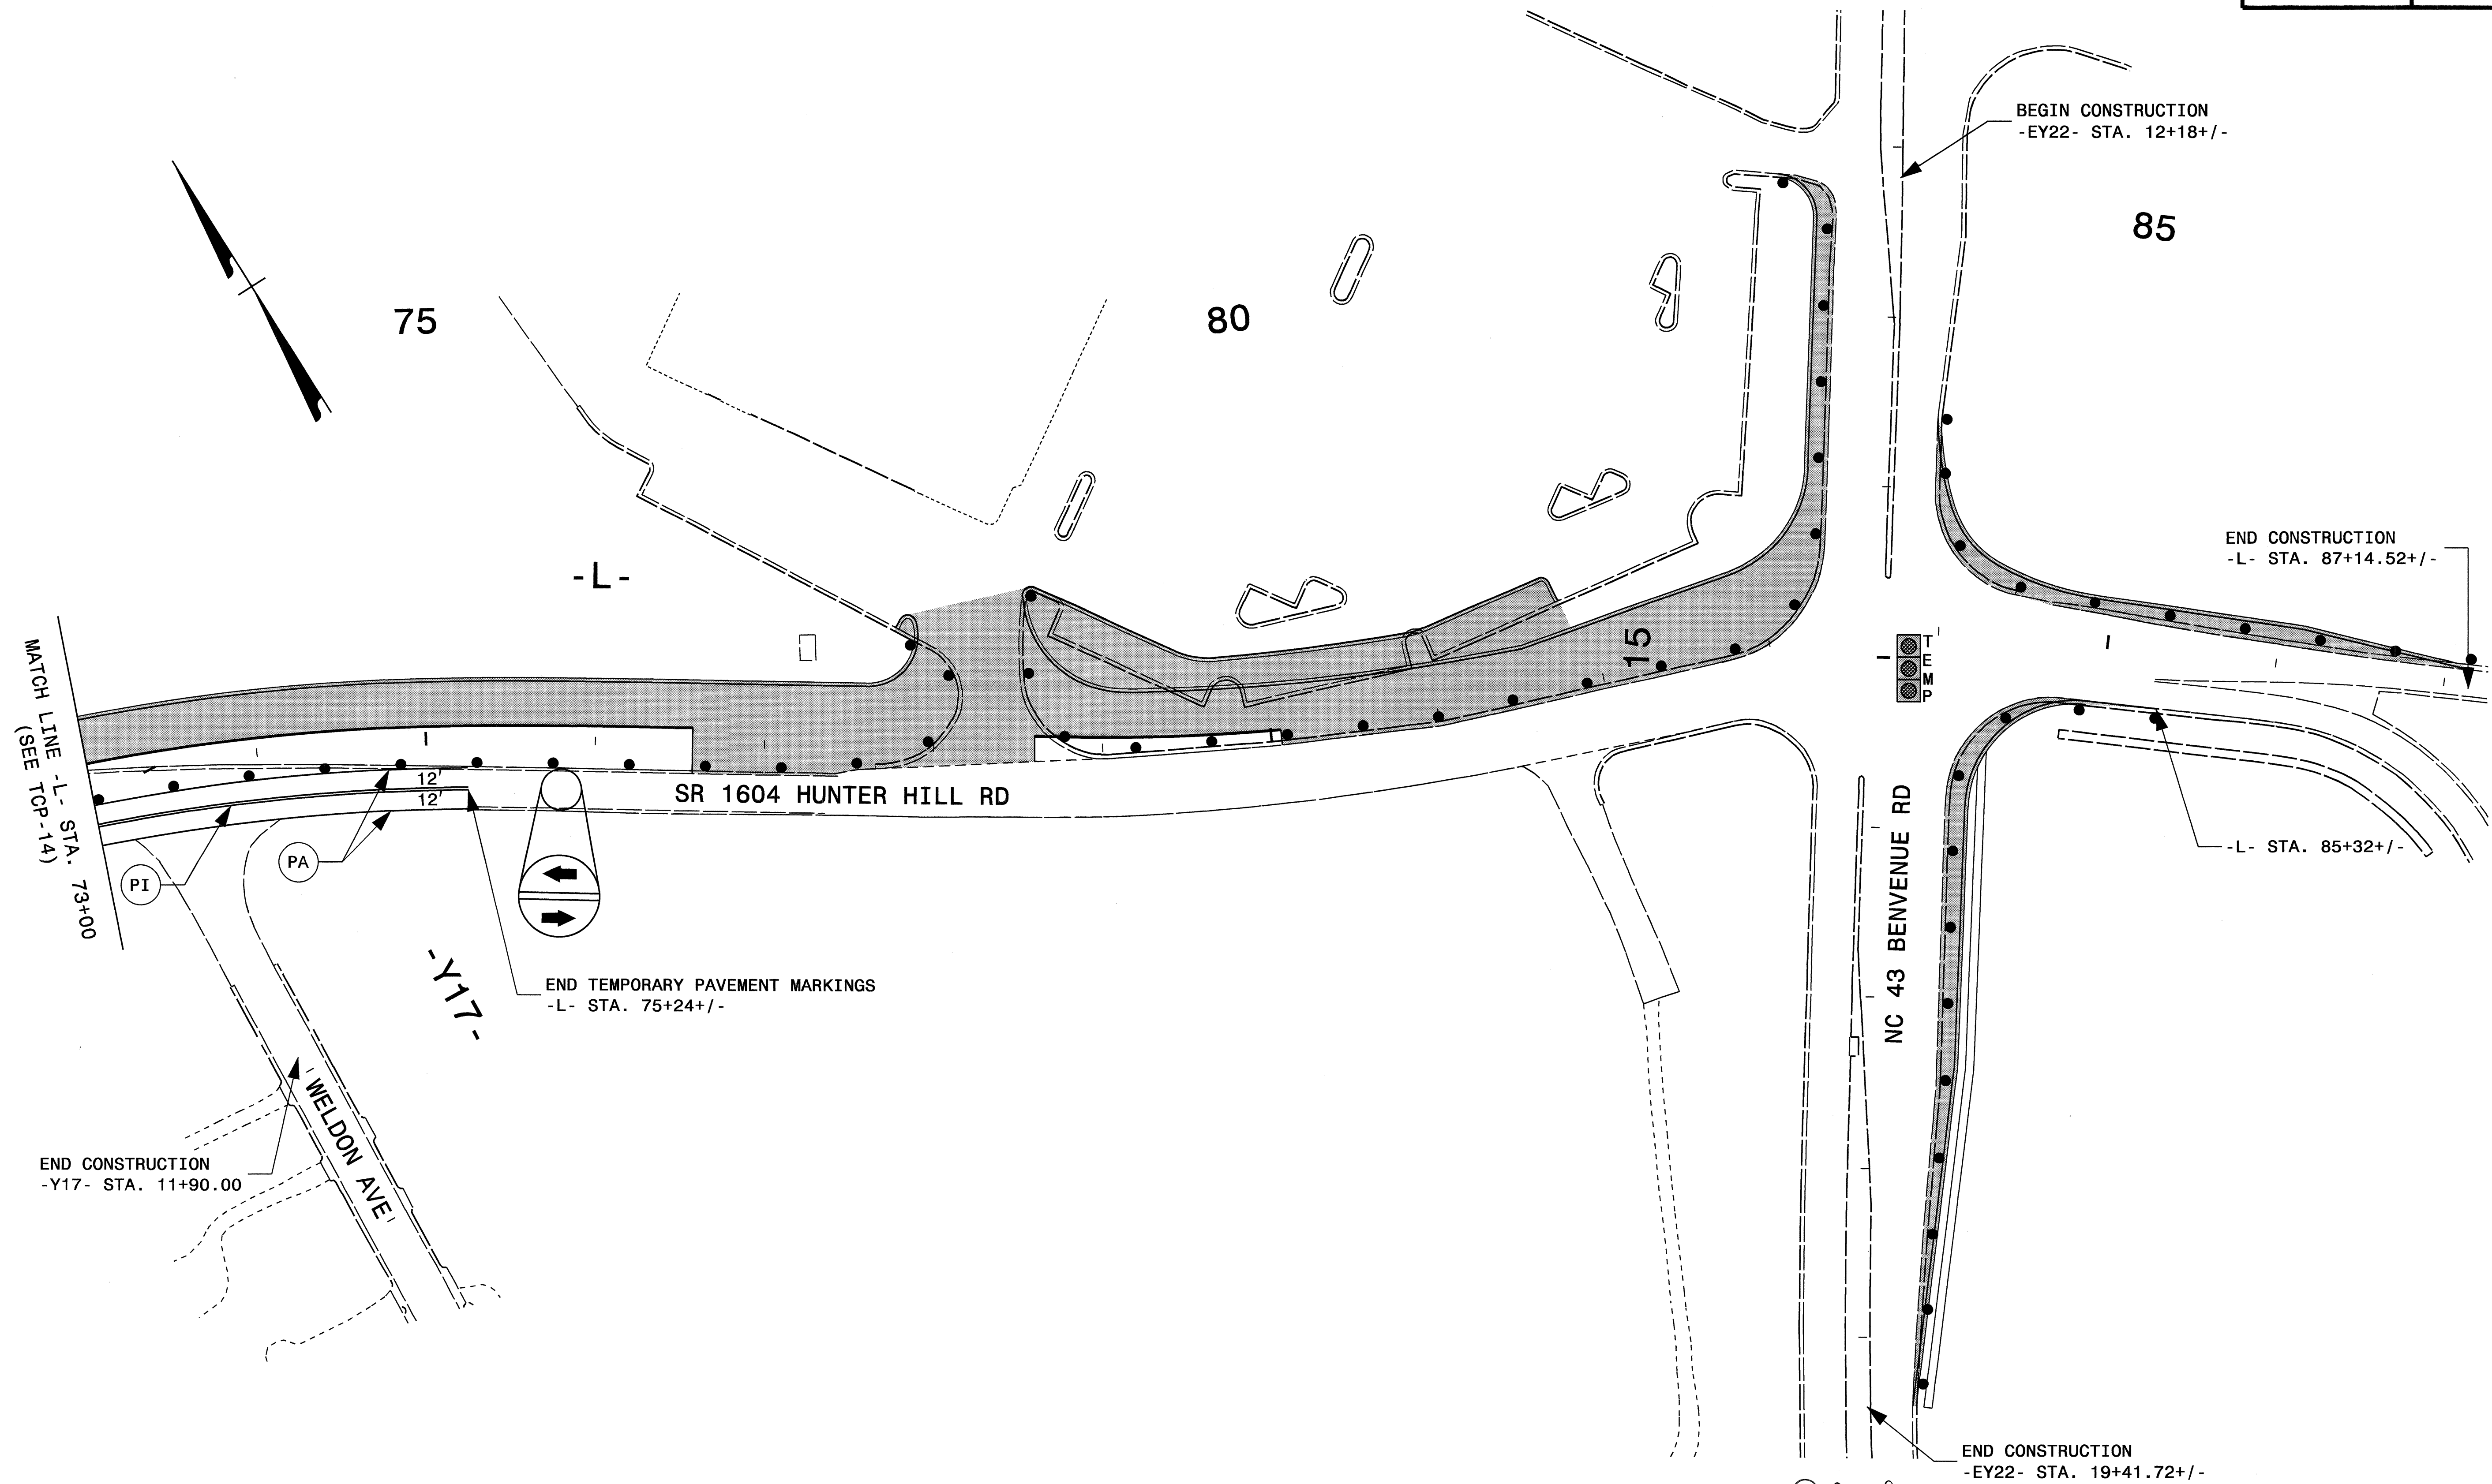 BEGIN CONSTRUCTION
-EY22- STA. 12+18+/-
85
75
80
END CONSTRUCTION
-L- STA. 87+14.52+/-
-L-
15
TEMP
MATCH LINE -L- STA. 73+00
(SEE TCP-14)
12'
12'
SR 1604 HUNTER HILL RD
NC 43 BENVENUE RD
-L- STA. 85+32+/-
PA
PI
-Y17-
END TEMPORARY PAVEMENT MARKINGS
-L- STA. 75+24+/-
WELDON AVE
END CONSTRUCTION
-Y17- STA. 11+90.00
END CONSTRUCTION
-EY22- STA. 19+41.72+/-